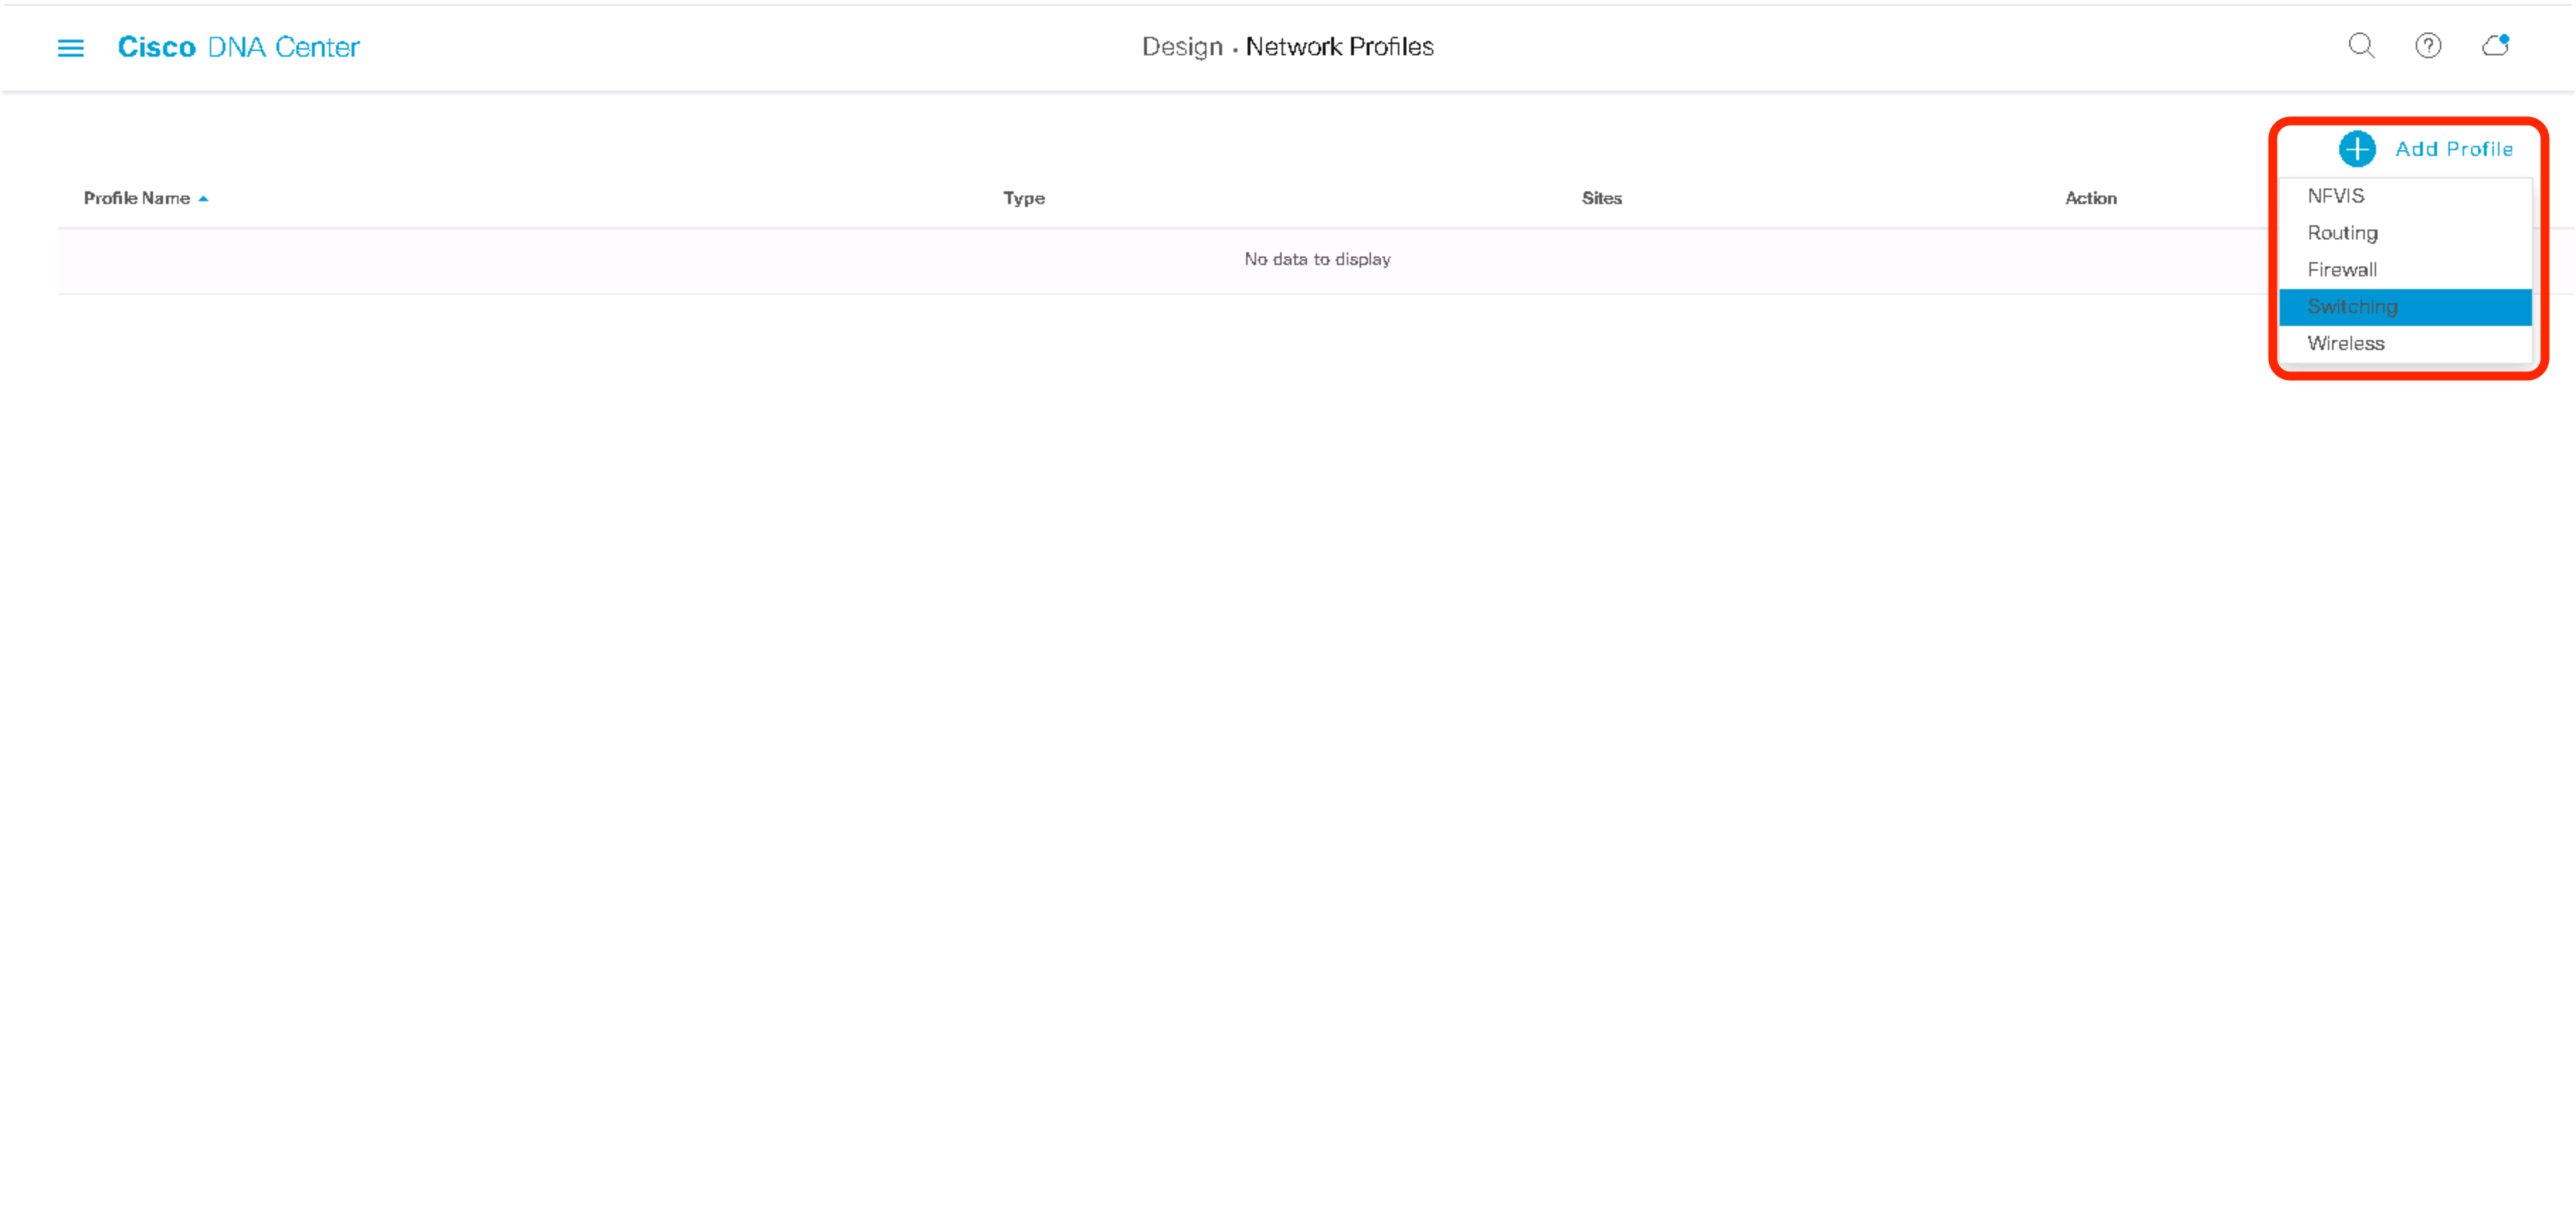 Cisco DNA Center
Design · Network Profiles
Add Profile
Profile Name
Type
Sites
Action
No data to display
NFVIS
Routing
Firewall
Switching
Wireless